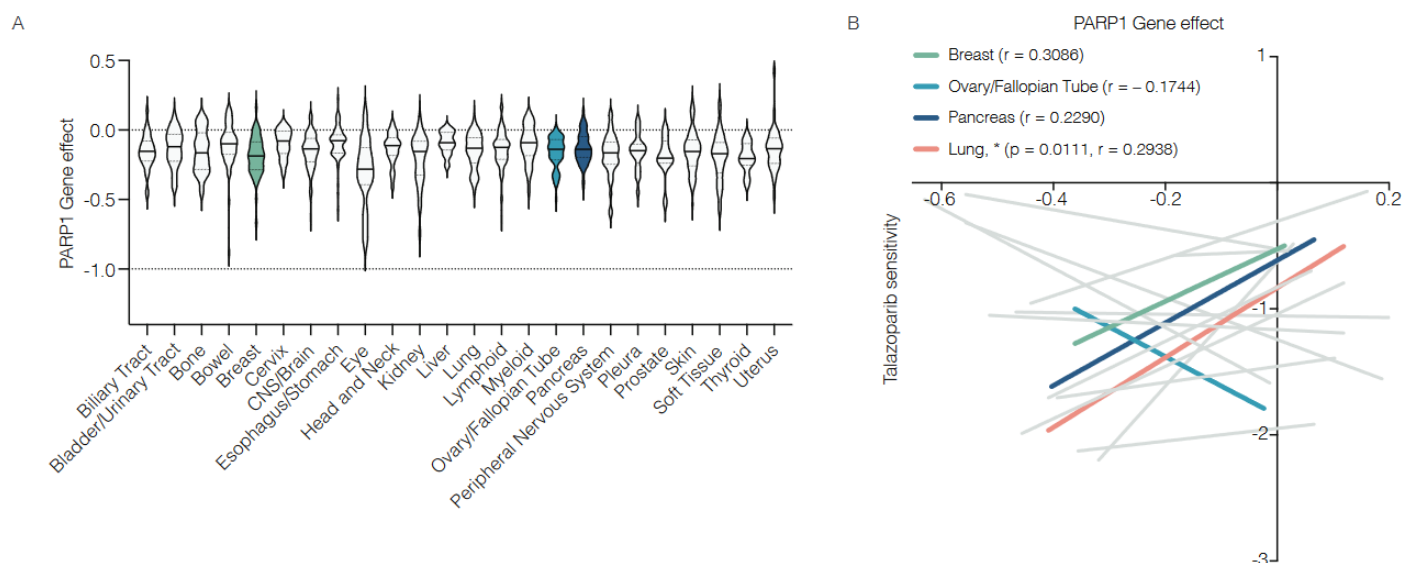 A
PARP1 Gene effect
0.5
0.0
-0.5
-1.0
Biliary Tract
Bladder/Urinary Tract
Bone
Bowel
Breast
Cervix
CNS/Brain
Esophagus/Stomach
Eye
Head and Neck
Kidney
Liver
Lung
Lymphoid
Myeloid
Ovary/Fallopian Tube
Pancreas
Peripheral Nervous System
Pleura
Prostate
Skin
Soft Tissue
Thyroid
Uterus
B
PARP1 Gene effect
Breast (r = 0.3086)
Ovary/Fallopian Tube (r = – 0.1744)
Pancreas (r = 0.2290)
Lung, * (p = 0.0111, r = 0.2938)
1
-0.6
-0.4
-0.2
0.2
Talazoparib sensitivity
-1
-2
-3